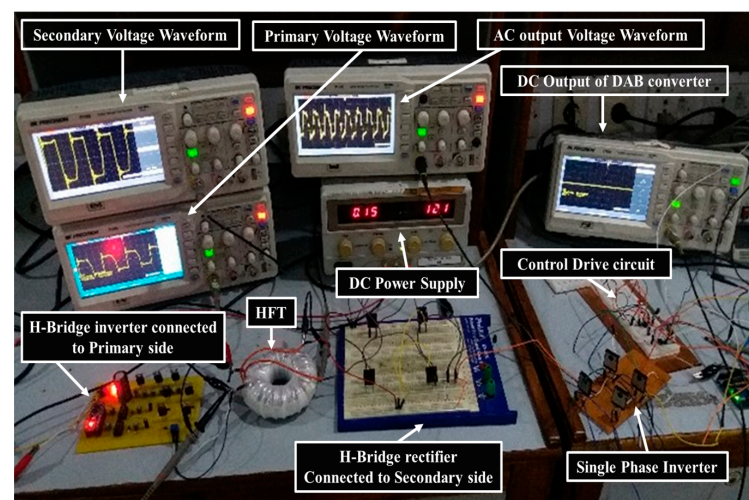 Secondary Voltage Waveform
Primary Voltage Waveform
AC output Voltage Waveform
DC Output of DAB converter
BK PRECISION
0.15
12.1
DC Power Supply
Control Drive circuit
HFT
H-Bridge inverter connected
to Primary side
H-Bridge rectifier
Connected to Secondary side
Single Phase Inverter